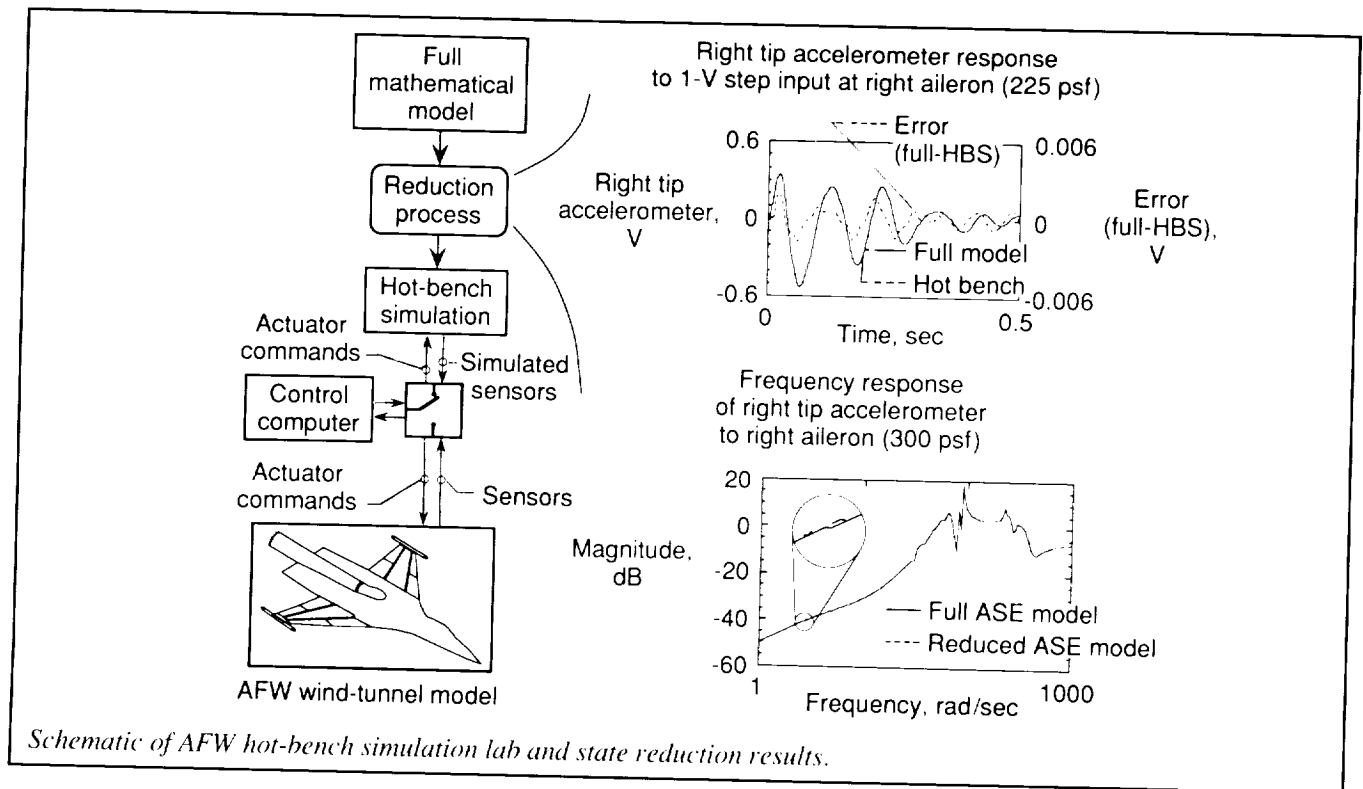 Full
mathematical
model
Reduction
process
Hot-bench
simulation
Actuator
commands
Simulated
sensors
Control
computer
Actuator
commands
Sensors
AFW wind-tunnel model
Right tip accelerometer response
to 1-V step input at right aileron (225 psf)
Right tip
accelerometer,
V
0.6
0
-0.6
Error
(full-HBS)
0.006
0
-0.006
Error
(full-HBS),
V
Full model
Hot bench
0
0.5
Time, sec
Frequency response
of right tip accelerometer
to right aileron (300 psf)
Magnitude,
dB
20
0
-20
-40
-60
Full ASE model
Reduced ASE model
1
1000
Frequency, rad/sec
Schematic of AFW hot-bench simulation lab and state reduction results.